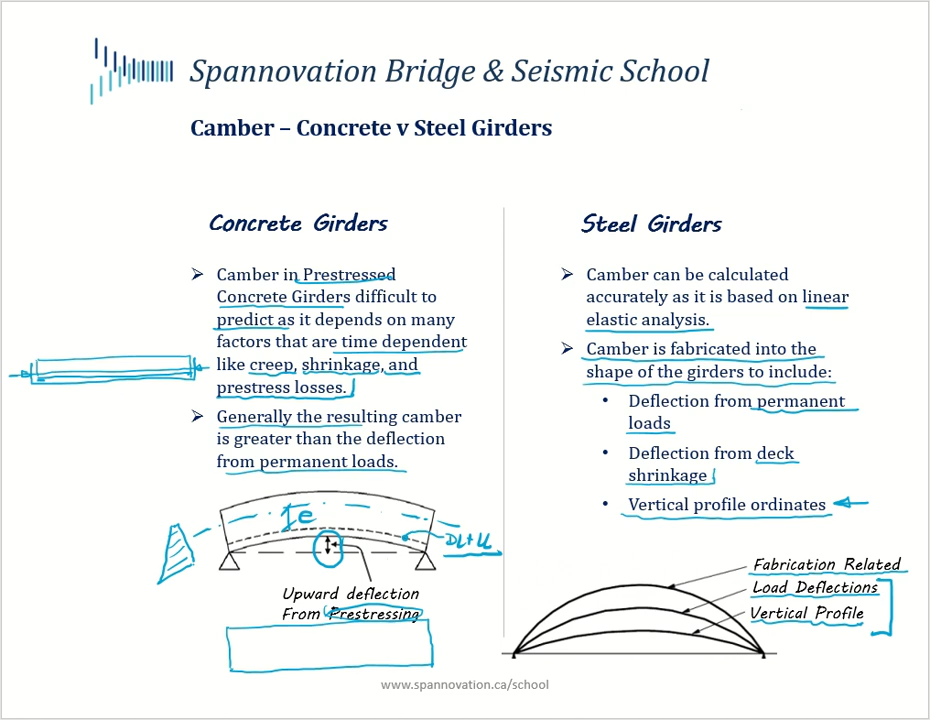 Spannovation Bridge & Seismic School
Camber – Concrete v Steel Girders
Concrete Girders
➢ Camber in Prestressed
Concrete Girders difficult to
predict as it depends on many
factors that are time dependent
like creep, shrinkage, and
prestress losses.
➢ Generally the resulting camber
is greater than the deflection
from permanent loads.
e
DL+LL
Upward deflection
From Prestressing
Steel Girders
➢ Camber can be calculated
accurately as it is based on linear
elastic analysis.
➢ Camber is fabricated into the
shape of the girders to include:
• Deflection from permanent
loads
• Deflection from deck
shrinkage
• Vertical profile ordinates
Fabrication Related
Load Deflections
Vertical Profile
www.spannovation.ca/school